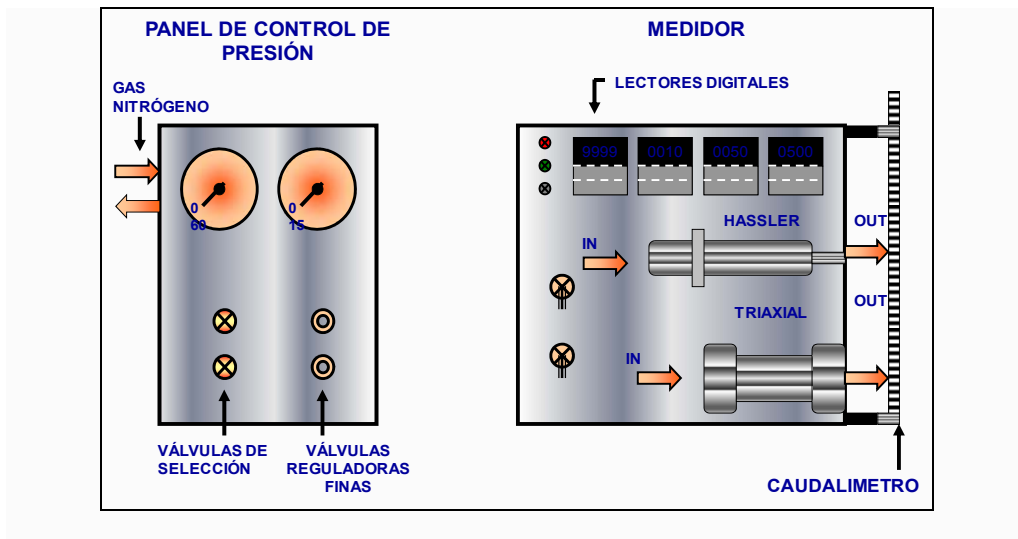 PANEL DE CONTROL DE
PRESIÓN
GAS
NITRÓGENO
0
60
0
15
VÁLVULAS DE
SELECCIÓN
VÁLVULAS
REGULADORAS
FINAS
MEDIDOR
LECTORES DIGITALES
9999
0010
0050
0500
HASSLER
OUT
IN
OUT
TRIAXIAL
IN
CAUDALIMETRO